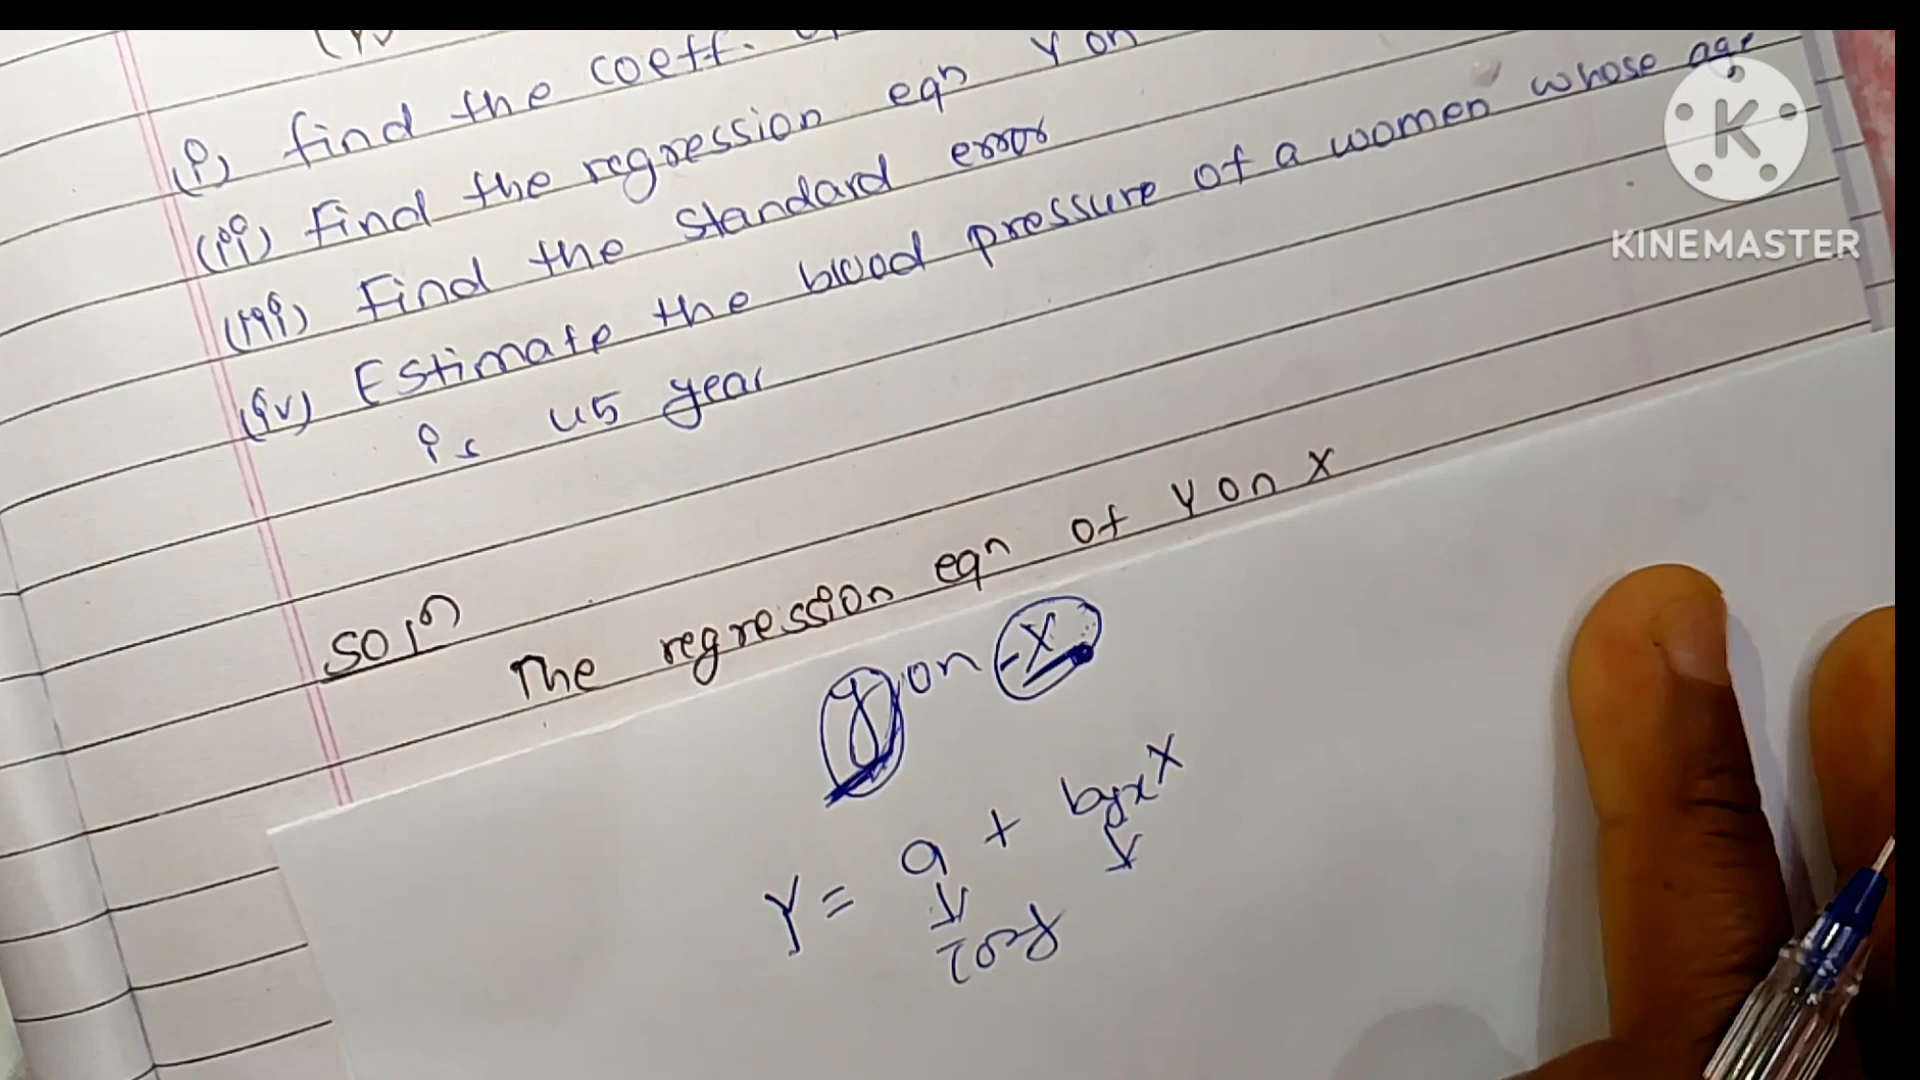 (i) find the coeff.
(ii) find the regression eqn Y on
(iii) Find the standard error
(iv) Estimate the blood pressure of a women whose age
is 45 year
Soln
The regression eqn of Y on X
y on x
Y = a + byx X
KINEMASTER